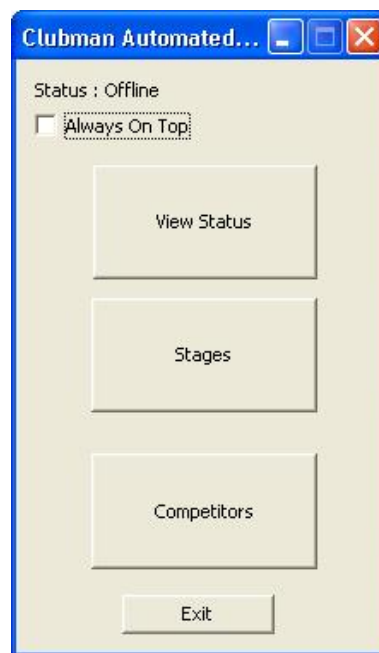 Clubman Automated...
Status : Offline
Always On Top
View Status
Stages
Competitors
Exit